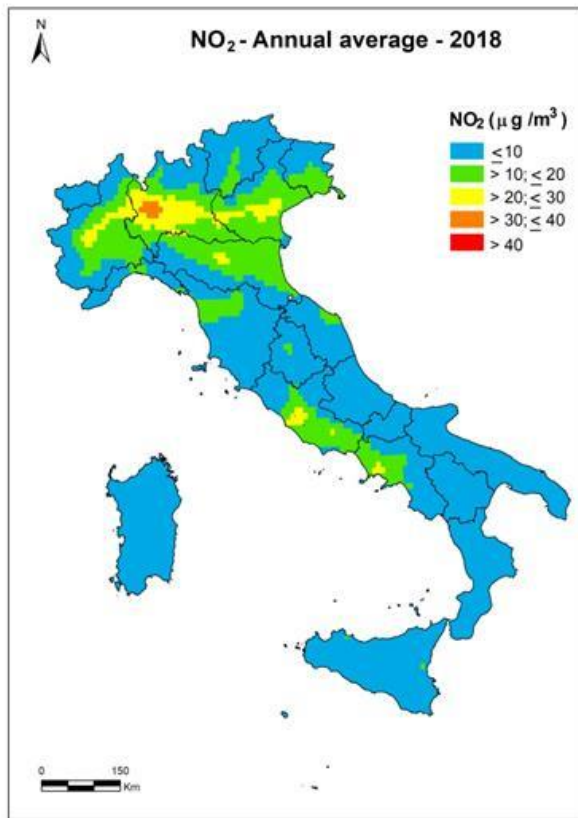 N
NO₂ - Annual average - 2018
NO₂ (μg /m³)
≤10
> 10; ≤ 20
> 20; ≤ 30
> 30; ≤ 40
> 40
0 150
Km